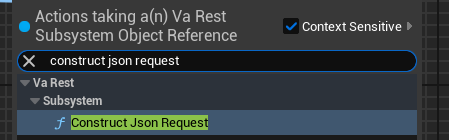 Actions taking a(n) Va Rest
Subsystem Object Reference
Context Sensitive
construct json request
Va Rest
Subsystem
f Construct Json Request